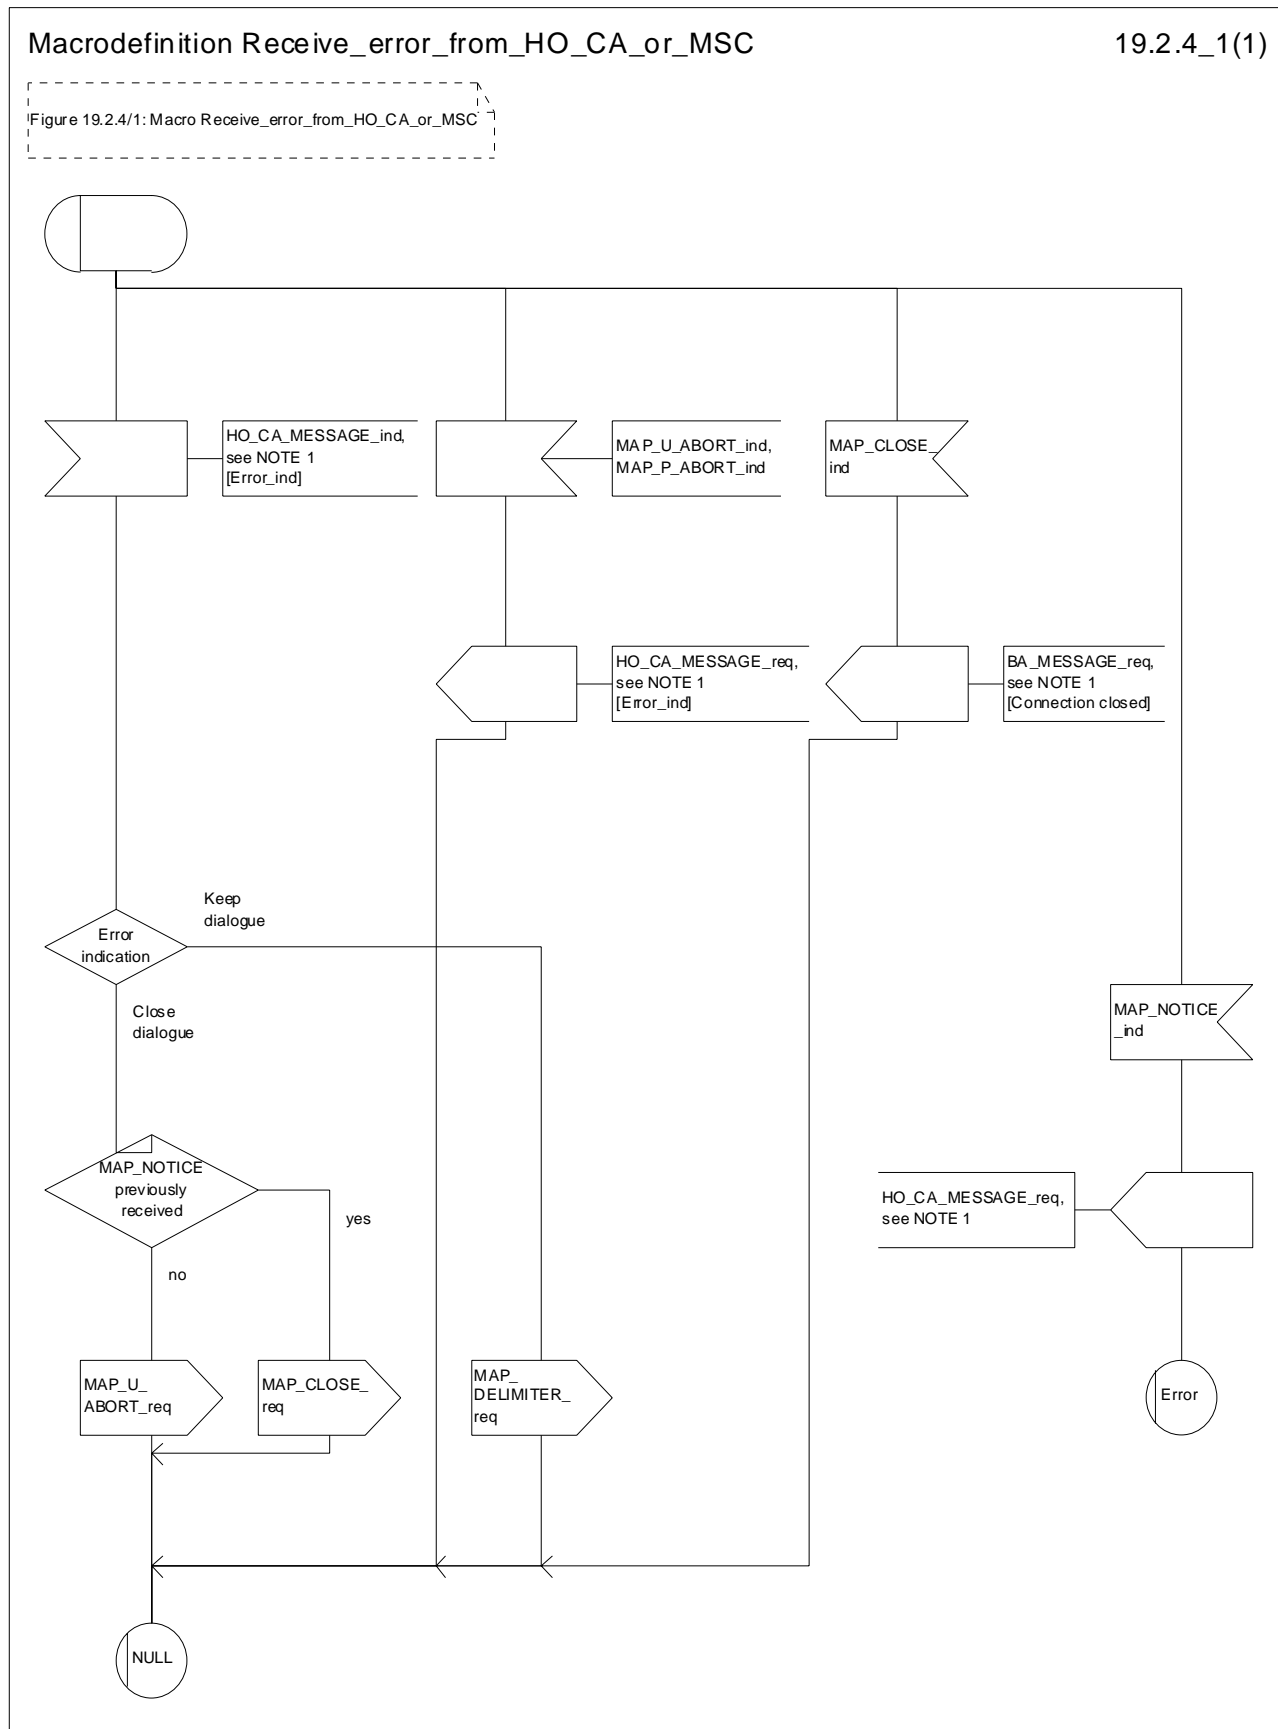 Macrodefinition Receive_error_from_HO_CA_or_MSC
19.2.4_1(1)
Figure 19.2.4/1: Macro Receive_error_from_HO_CA_or_MSC
HO_CA_MESSAGE_ind,
see NOTE 1
[Error_ind]
MAP_U_ABORT_ind,
MAP_P_ABORT_ind
MAP_CLOSE_
ind
HO_CA_MESSAGE_req,
see NOTE 1
[Error_ind]
BA_MESSAGE_req,
see NOTE 1
[Connection closed]
Keep
dialogue
Error
indication
Close
dialogue
MAP_NOTICE
_ind
MAP_NOTICE
previously
received
yes
no
HO_CA_MESSAGE_req,
see NOTE 1
MAP_U_
ABORT_req
MAP_CLOSE_
req
MAP_
DELIMITER_
req
Error
NULL